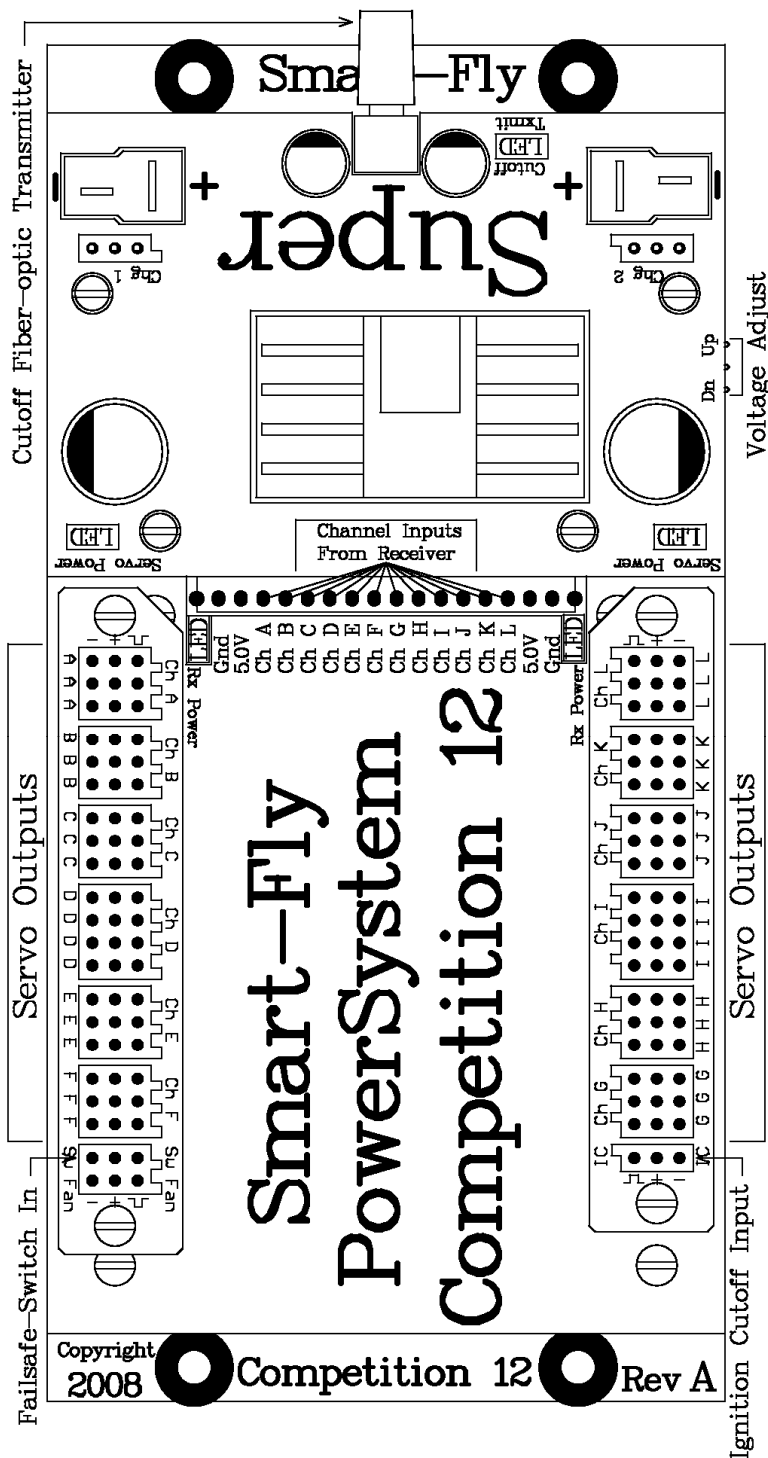 Cutoff Fiber-optic Transmitter
Cutoff
LED
Txmit
Super
+
-
+
-
Chg 1
Chg 2
Up
Dn
Voltage Adjust
LED
Servo Power
LED
Servo Power
Channel Inputs
From Receiver
LED
Rx Power
Gnd
5.0V
Ch A
Ch B
Ch C
Ch D
Ch E
Ch F
Ch G
Ch H
Ch I
Ch J
Ch K
Ch L
5.0V
Gnd
LED
Rx Power
Servo Outputs
- +
A A A
Ch A
B B B
Ch B
C C C
Ch C
D D D D
Ch D
E E E
Ch E
F F F
Ch F
Sw Fan
- +
Failsafe-Switch In
Smart-Fly
PowerSystem
Competition 12
Servo Outputs
+ -
Ch L
L L L
Ch K
K K K
Ch J
J J J
Ch I
I I I I
Ch H
H H H
Ch G
G G G
IC
IC
+ -
Ignition Cutoff Input
Copyright
2008
Competition 12
Rev A